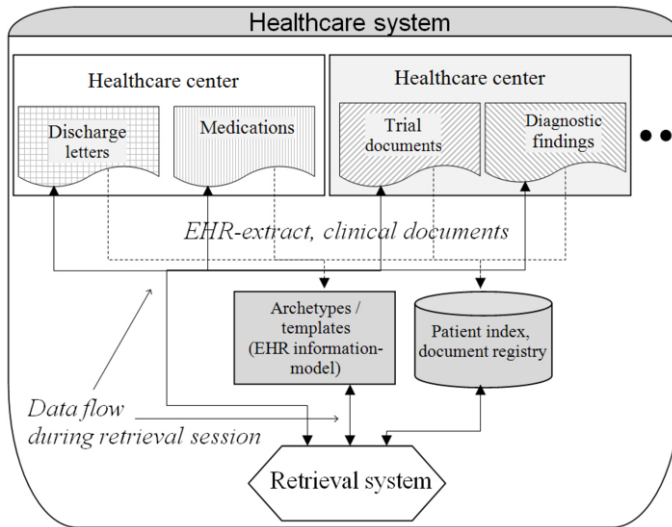 Healthcare system
Healthcare center
Healthcare center
Discharge
letters
Medications
Trial
documents
Diagnostic
findings
EHR-extract, clinical documents
Archetypes /
templates
(EHR information-
model)
Patient index,
document registry
Data flow
during retrieval session
Retrieval system